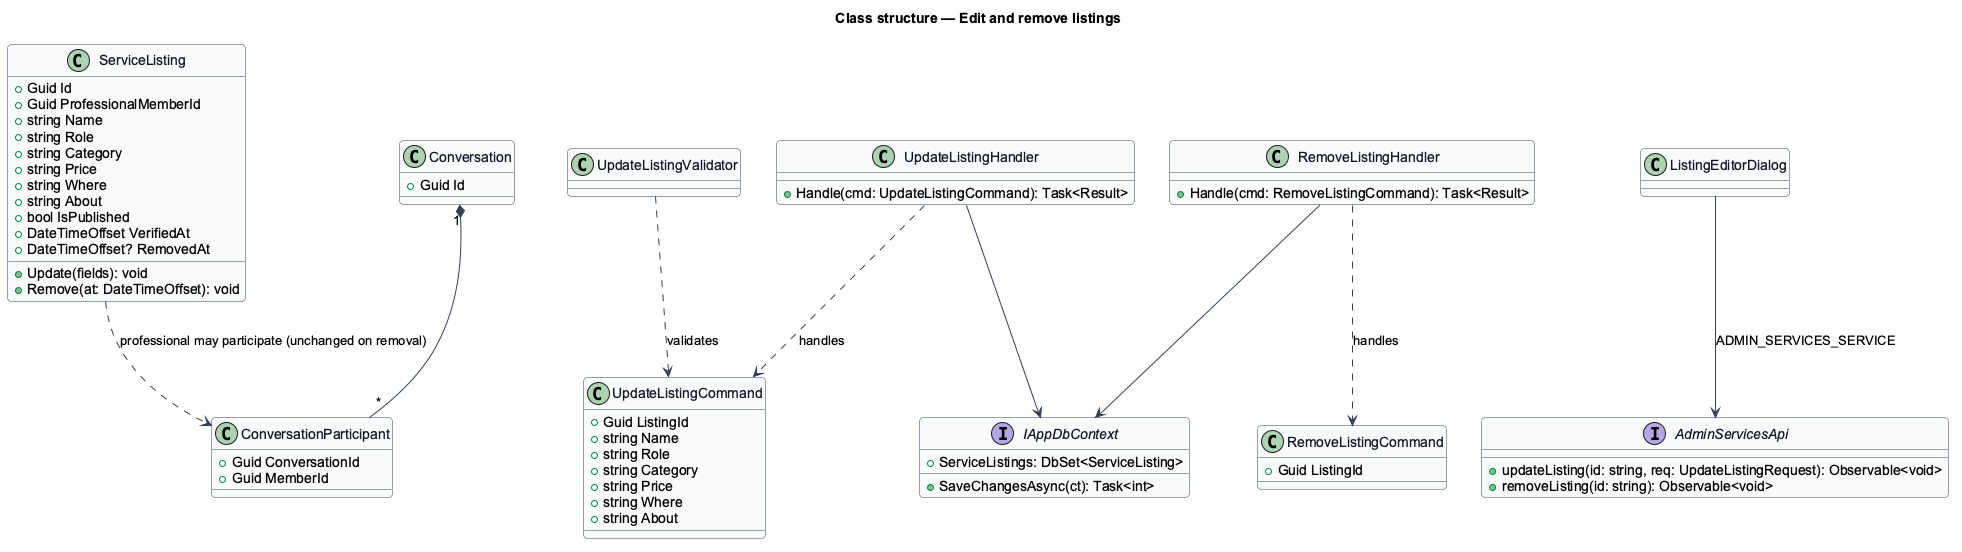 Class structure — Edit and remove listings
C ServiceListing
Guid Id
Guid ProfessionalMemberId
string Name
string Role
string Category
string Price
string Where
string About
bool IsPublished
DateTimeOffset VerifiedAt
DateTimeOffset? RemovedAt
Update(fields): void
Remove(at: DateTimeOffset): void
C Conversation
Guid Id
1
C UpdateListingValidator
C UpdateListingHandler
Handle(cmd: UpdateListingCommand): Task<Result>
C RemoveListingHandler
Handle(cmd: RemoveListingCommand): Task<Result>
C ListingEditorDialog
professional may participate (unchanged on removal)
validates
handles
handles
ADMIN_SERVICES_SERVICE
*
C ConversationParticipant
Guid ConversationId
Guid MemberId
C UpdateListingCommand
Guid ListingId
string Name
string Role
string Category
string Price
string Where
string About
I IAppDbContext
ServiceListings: DbSet<ServiceListing>
SaveChangesAsync(ct): Task<int>
C RemoveListingCommand
Guid ListingId
I AdminServicesApi
updateListing(id: string, req: UpdateListingRequest): Observable<void>
removeListing(id: string): Observable<void>